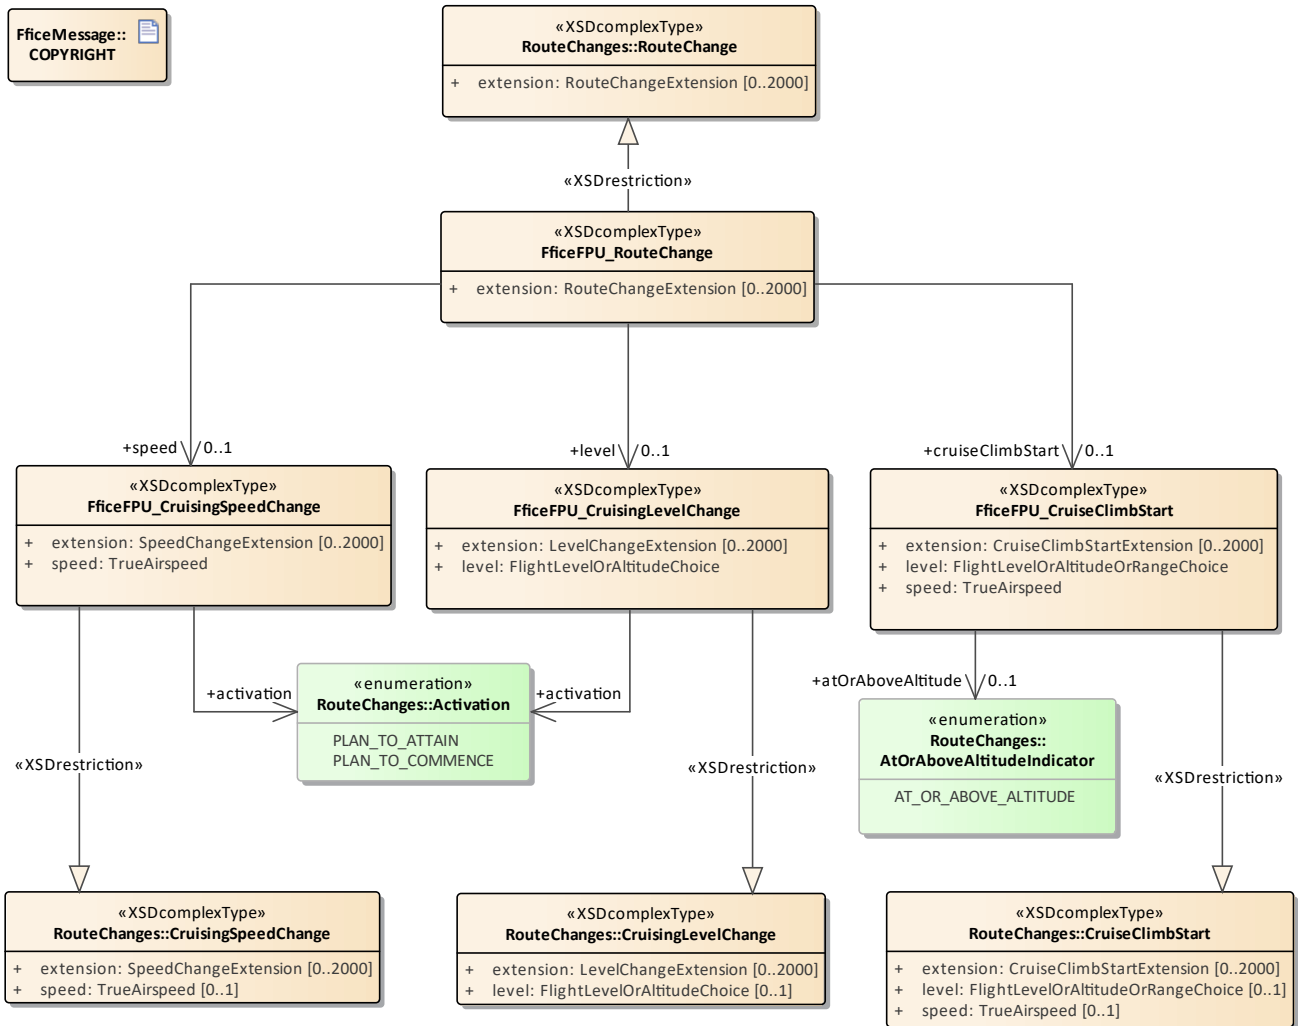 FficeMessage::
COPYRIGHT
«XSDcomplexType»
RouteChanges::RouteChange
+ extension: RouteChangeExtension [0..2000]
«XSDrestriction»
«XSDcomplexType»
FficeFPU_RouteChange
+ extension: RouteChangeExtension [0..2000]
+speed 0..1
+level 0..1
+cruiseClimbStart 0..1
«XSDcomplexType»
FficeFPU_CruisingSpeedChange
+ extension: SpeedChangeExtension [0..2000]
+ speed: TrueAirspeed
«XSDcomplexType»
FficeFPU_CruisingLevelChange
+ extension: LevelChangeExtension [0..2000]
+ level: FlightLevelOrAltitudeChoice
«XSDcomplexType»
FficeFPU_CruiseClimbStart
+ extension: CruiseClimbStartExtension [0..2000]
+ level: FlightLevelOrAltitudeOrRangeChoice
+ speed: TrueAirspeed
+activation
«enumeration»
RouteChanges::Activation
PLAN_TO_ATTAIN
PLAN_TO_COMMENCE
+activation
+atOrAboveAltitude 0..1
«enumeration»
RouteChanges::
AtOrAboveAltitudeIndicator
AT_OR_ABOVE_ALTITUDE
«XSDrestriction»
«XSDrestriction»
«XSDrestriction»
«XSDcomplexType»
RouteChanges::CruisingSpeedChange
+ extension: SpeedChangeExtension [0..2000]
+ speed: TrueAirspeed [0..1]
«XSDcomplexType»
RouteChanges::CruisingLevelChange
+ extension: LevelChangeExtension [0..2000]
+ level: FlightLevelOrAltitudeChoice [0..1]
«XSDcomplexType»
RouteChanges::CruiseClimbStart
+ extension: CruiseClimbStartExtension [0..2000]
+ level: FlightLevelOrAltitudeOrRangeChoice [0..1]
+ speed: TrueAirspeed [0..1]